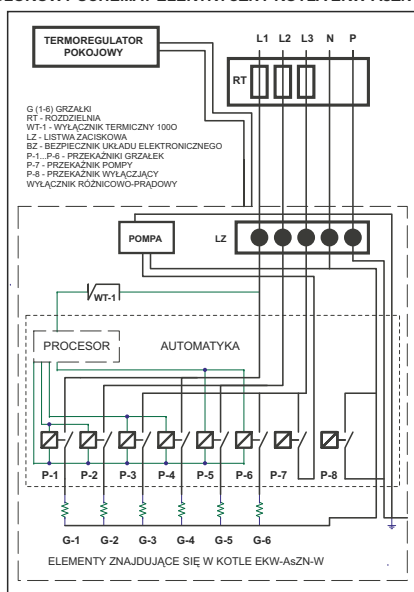 TERMOREGULATOR
POKOJOWY
L1 L2 L3 N P
RT
G (1-6) GRZAŁKI
RT - ROZDZIELNIA
WT-1 - WYŁĄCZNIK TERMICZNY 100O
LZ - LISTWA ZACISKOWA
BZ - BEZPIECZNIK UKŁADU ELEKTRONICZNEGO
P-1...P-6 - PRZEKAŹNIKI GRZAŁEK
P-7 - PRZEKAŹNIK POMPY
P-8 - PRZEKAŹNIK WYŁĄCZAJĄCY
WYŁĄCZNIK RÓŻNICOWO-PRĄDOWY
POMPA
LZ
WT-1
PROCESOR
AUTOMATYKA
P-1 P-2 P-3 P-4 P-5 P-6 P-7 P-8
G-1 G-2 G-3 G-4 G-5 G-6
ELEMENTY ZNAJDUJĄCE SIĘ W KOTLE EKW-AsZN-W